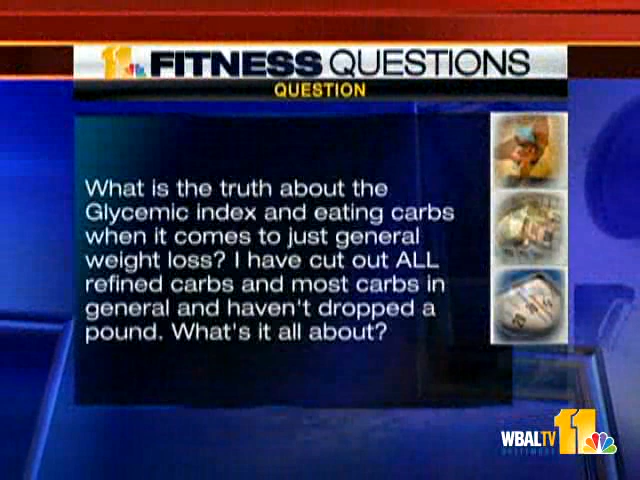 11 FITNESS QUESTIONS
QUESTION
What is the truth about the
Glycemic index and eating carbs
when it comes to just general
weight loss? I have cut out ALL
refined carbs and most carbs in
general and haven't dropped a
pound. What's it all about?
WBALTV 11